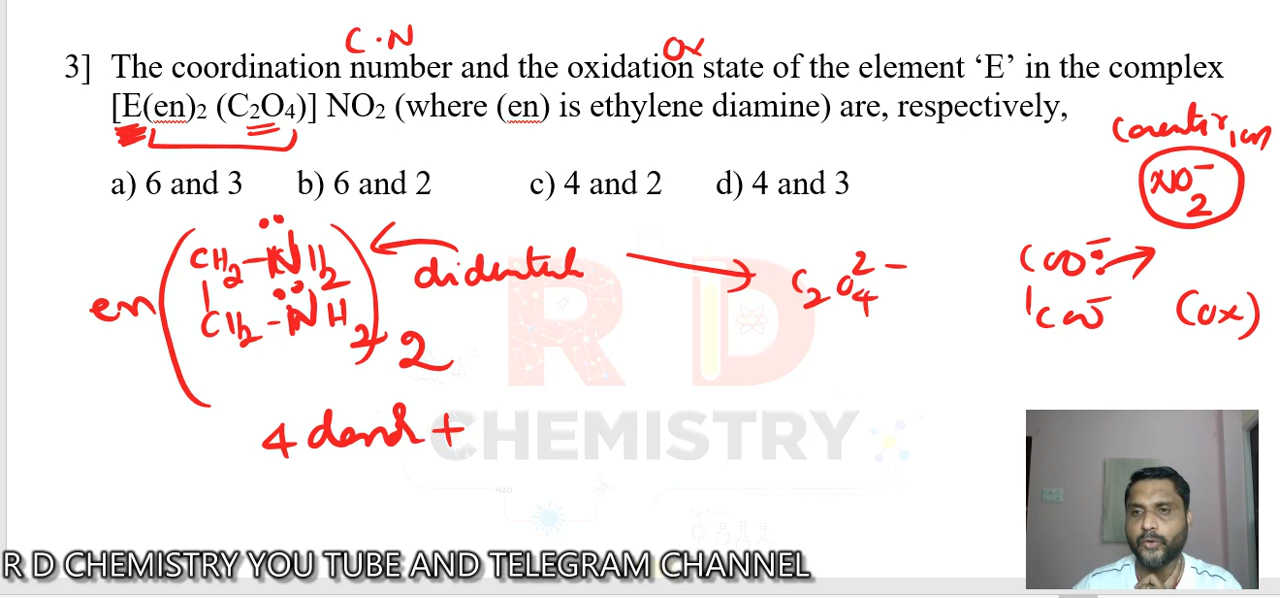 C.N
ox
3] The coordination number and the oxidation state of the element ‘E’ in the complex
[E(en)2 (C2O4)] NO2 (where (en) is ethylene diamine) are, respectively,
a) 6 and 3 b) 6 and 2 c) 4 and 2 d) 4 and 3
NO2-
CH2-NH2
en
CH2-NH2
2
didentate
C2O4 2-
COO-
COO-
(ox)
4 +
R D
CHEMISTRY
H2O
R D CHEMISTRY YOU TUBE AND TELEGRAM CHANNEL